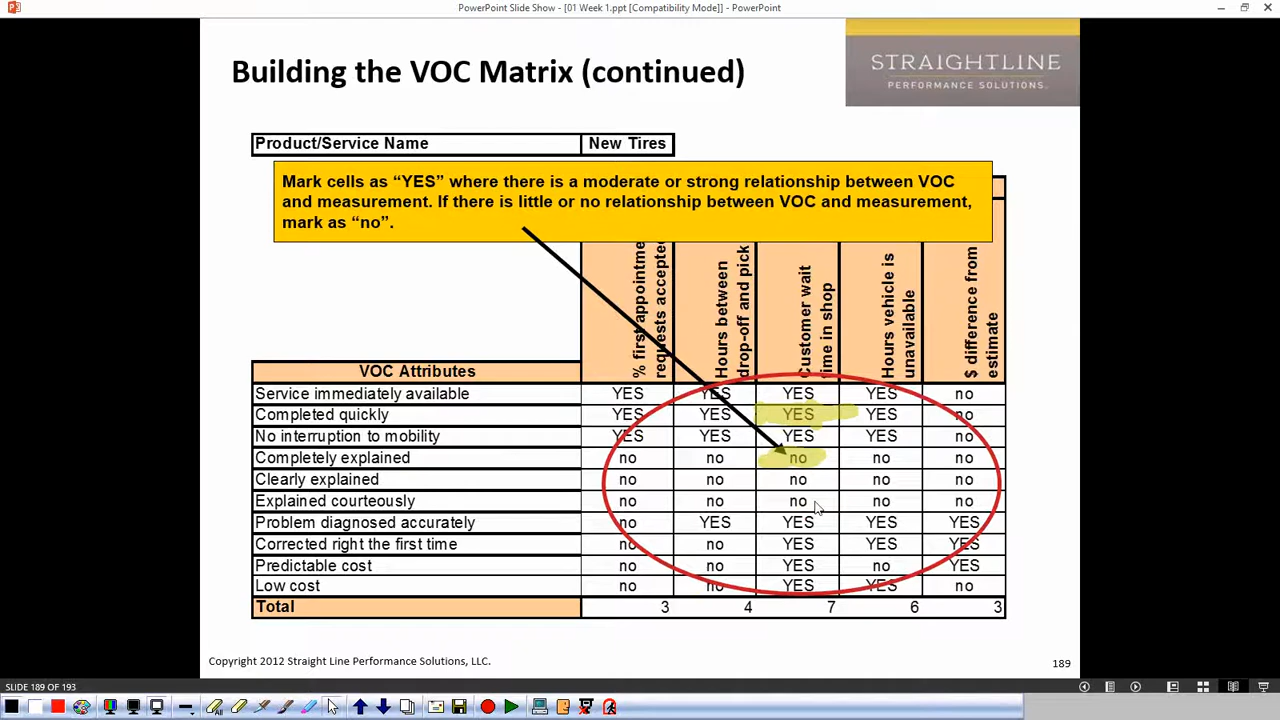 PowerPoint Slide Show - [01 Week 1.ppt [Compatibility Mode]] - PowerPoint
Building the VOC Matrix (continued)
STRAIGHTLINE
PERFORMANCE SOLUTIONS.
Product/Service Name New Tires
Mark cells as “YES” where there is a moderate or strong relationship between VOC
and measurement. If there is little or no relationship between VOC and measurement,
mark as “no”.
% first
requests accepted
Hours between
drop-off and pick
Customer wait
time in shop
Hours vehicle is
unavailable
$ difference from
estimate
VOC Attributes
Service immediately available YES YES YES YES no
Completed quickly YES YES YES YES no
No interruption to mobility YES YES YES YES no
Completely explained no no no no no
Clearly explained no no no no no
Explained courteously no no no no no
Problem diagnosed accurately no YES YES YES YES
Corrected right the first time no no YES YES YES
Predictable cost no no YES no YES
Low cost no no YES YES no
Total 3 4 7 6 3
Copyright 2012 Straight Line Performance Solutions, LLC.
189
SLIDE 189 OF 193